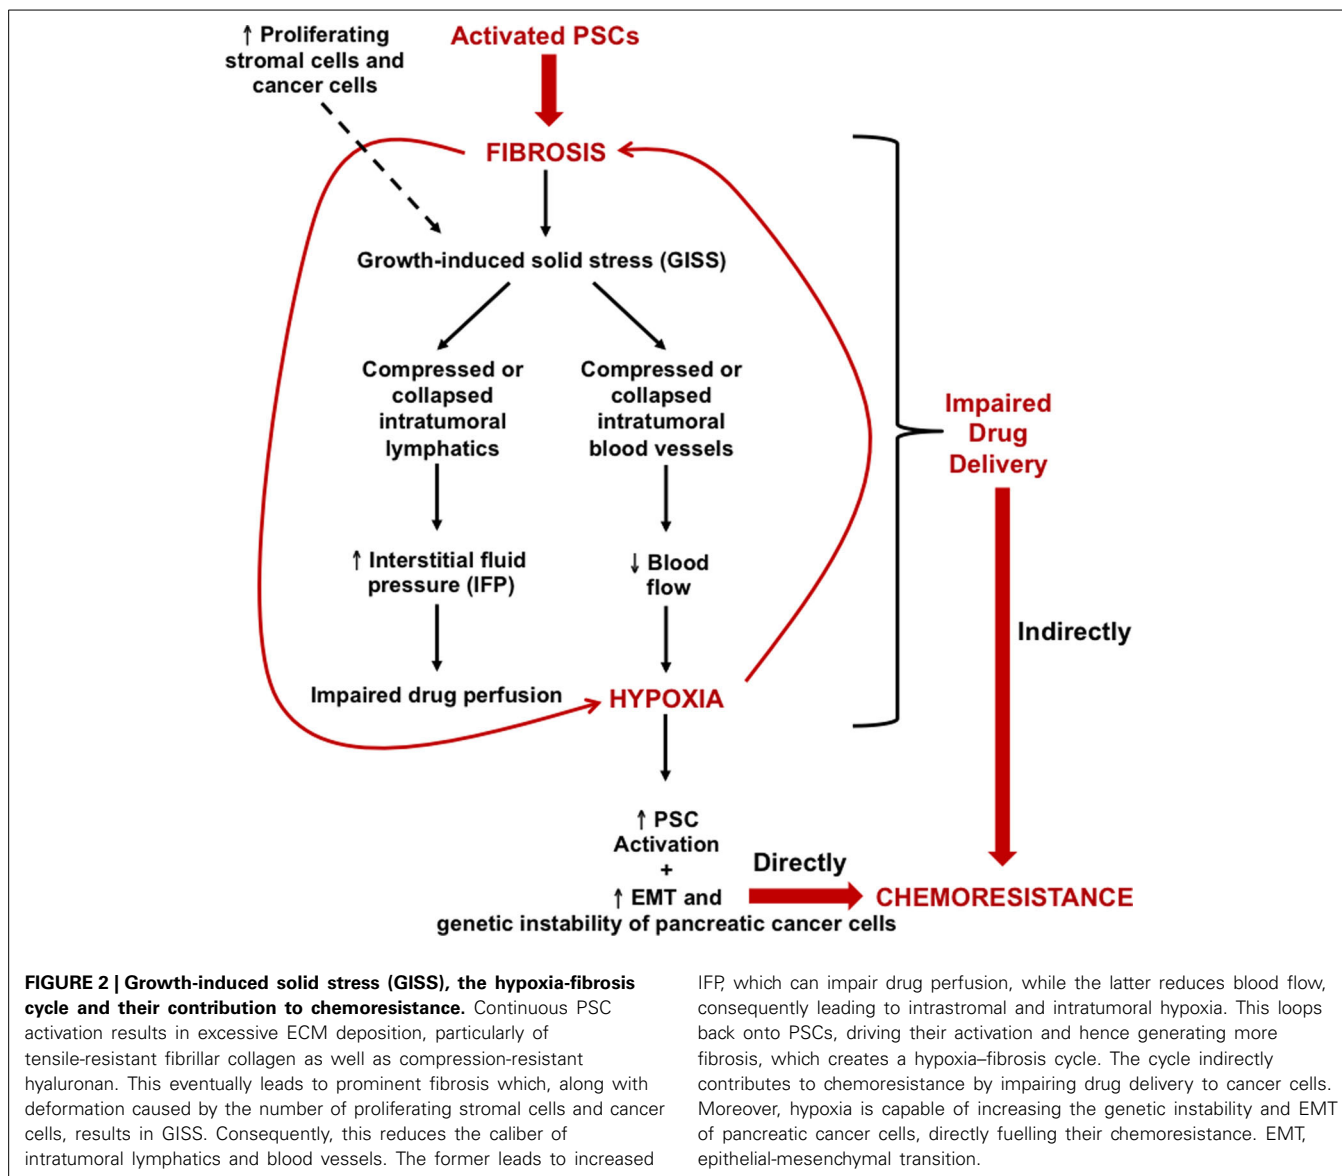 ↑ Proliferating
stromal cells and
cancer cells
Activated PSCs
FIBROSIS
Growth-induced solid stress (GISS)
Compressed or
collapsed
intratumoral
lymphatics
Compressed or
collapsed
intratumoral
blood vessels
↑ Interstitial fluid
pressure (IFP)
↓ Blood
flow
Impaired drug perfusion
HYPOXIA
Impaired
Drug
Delivery
Indirectly
↑ PSC
Activation
+
↑ EMT and
genetic instability of pancreatic cancer cells
Directly
CHEMORESISTANCE
FIGURE 2 | Growth-induced solid stress (GISS), the hypoxia-fibrosis
cycle and their contribution to chemoresistance. Continuous PSC
activation results in excessive ECM deposition, particularly of
tensile-resistant fibrillar collagen as well as compression-resistant
hyaluronan. This eventually leads to prominent fibrosis which, along with
deformation caused by the number of proliferating stromal cells and cancer
cells, results in GISS. Consequently, this reduces the caliber of
intratumoral lymphatics and blood vessels. The former leads to increased
IFP, which can impair drug perfusion, while the latter reduces blood flow,
consequently leading to intrastromal and intratumoral hypoxia. This loops
back onto PSCs, driving their activation and hence generating more
fibrosis, which creates a hypoxia–fibrosis cycle. The cycle indirectly
contributes to chemoresistance by impairing drug delivery to cancer cells.
Moreover, hypoxia is capable of increasing the genetic instability and EMT
of pancreatic cancer cells, directly fuelling their chemoresistance. EMT,
epithelial-mesenchymal transition.